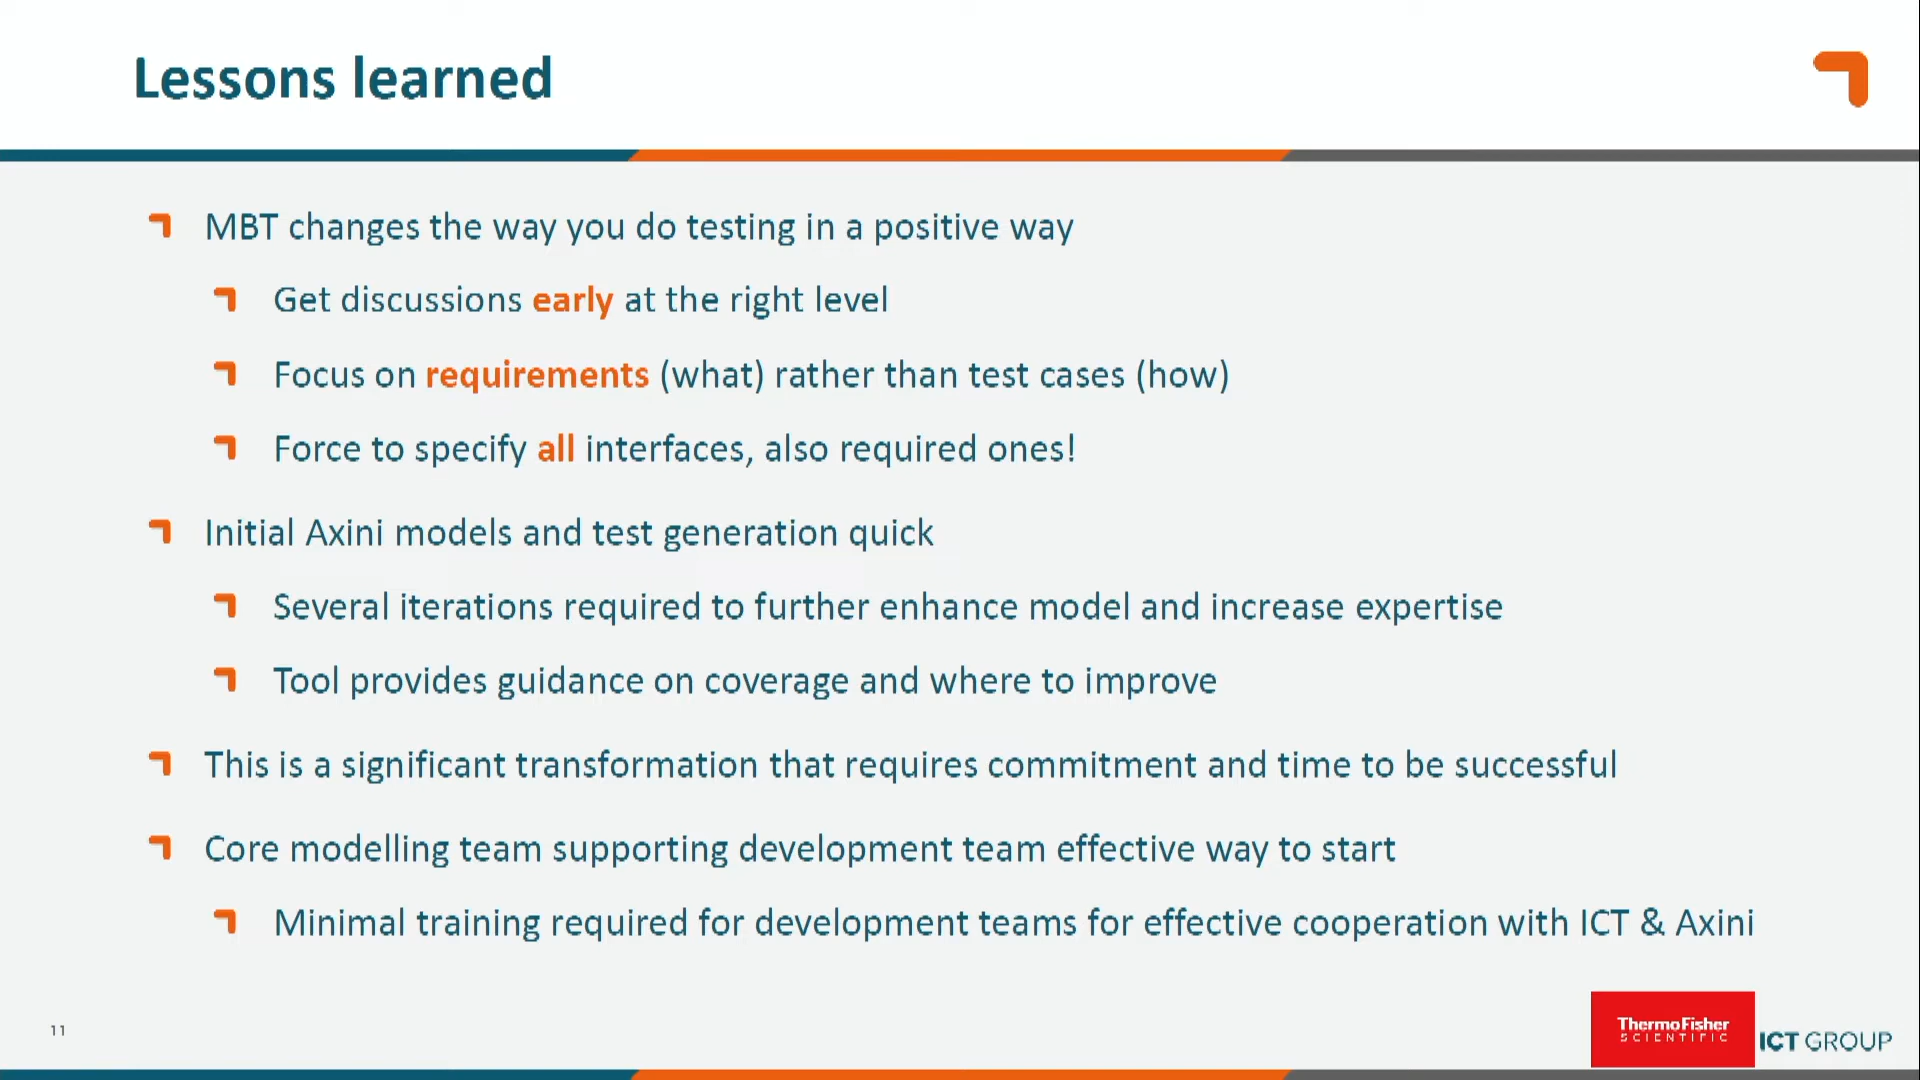 Lessons learned
MBT changes the way you do testing in a positive way
Get discussions early at the right level
Focus on requirements (what) rather than test cases (how)
Force to specify all interfaces, also required ones!
Initial Axini models and test generation quick
Several iterations required to further enhance model and increase expertise
Tool provides guidance on coverage and where to improve
This is a significant transformation that requires commitment and time to be successful
Core modelling team supporting development team effective way to start
Minimal training required for development teams for effective cooperation with ICT & Axini
11
ThermoFisher
SCIENTIFIC
ICT GROUP